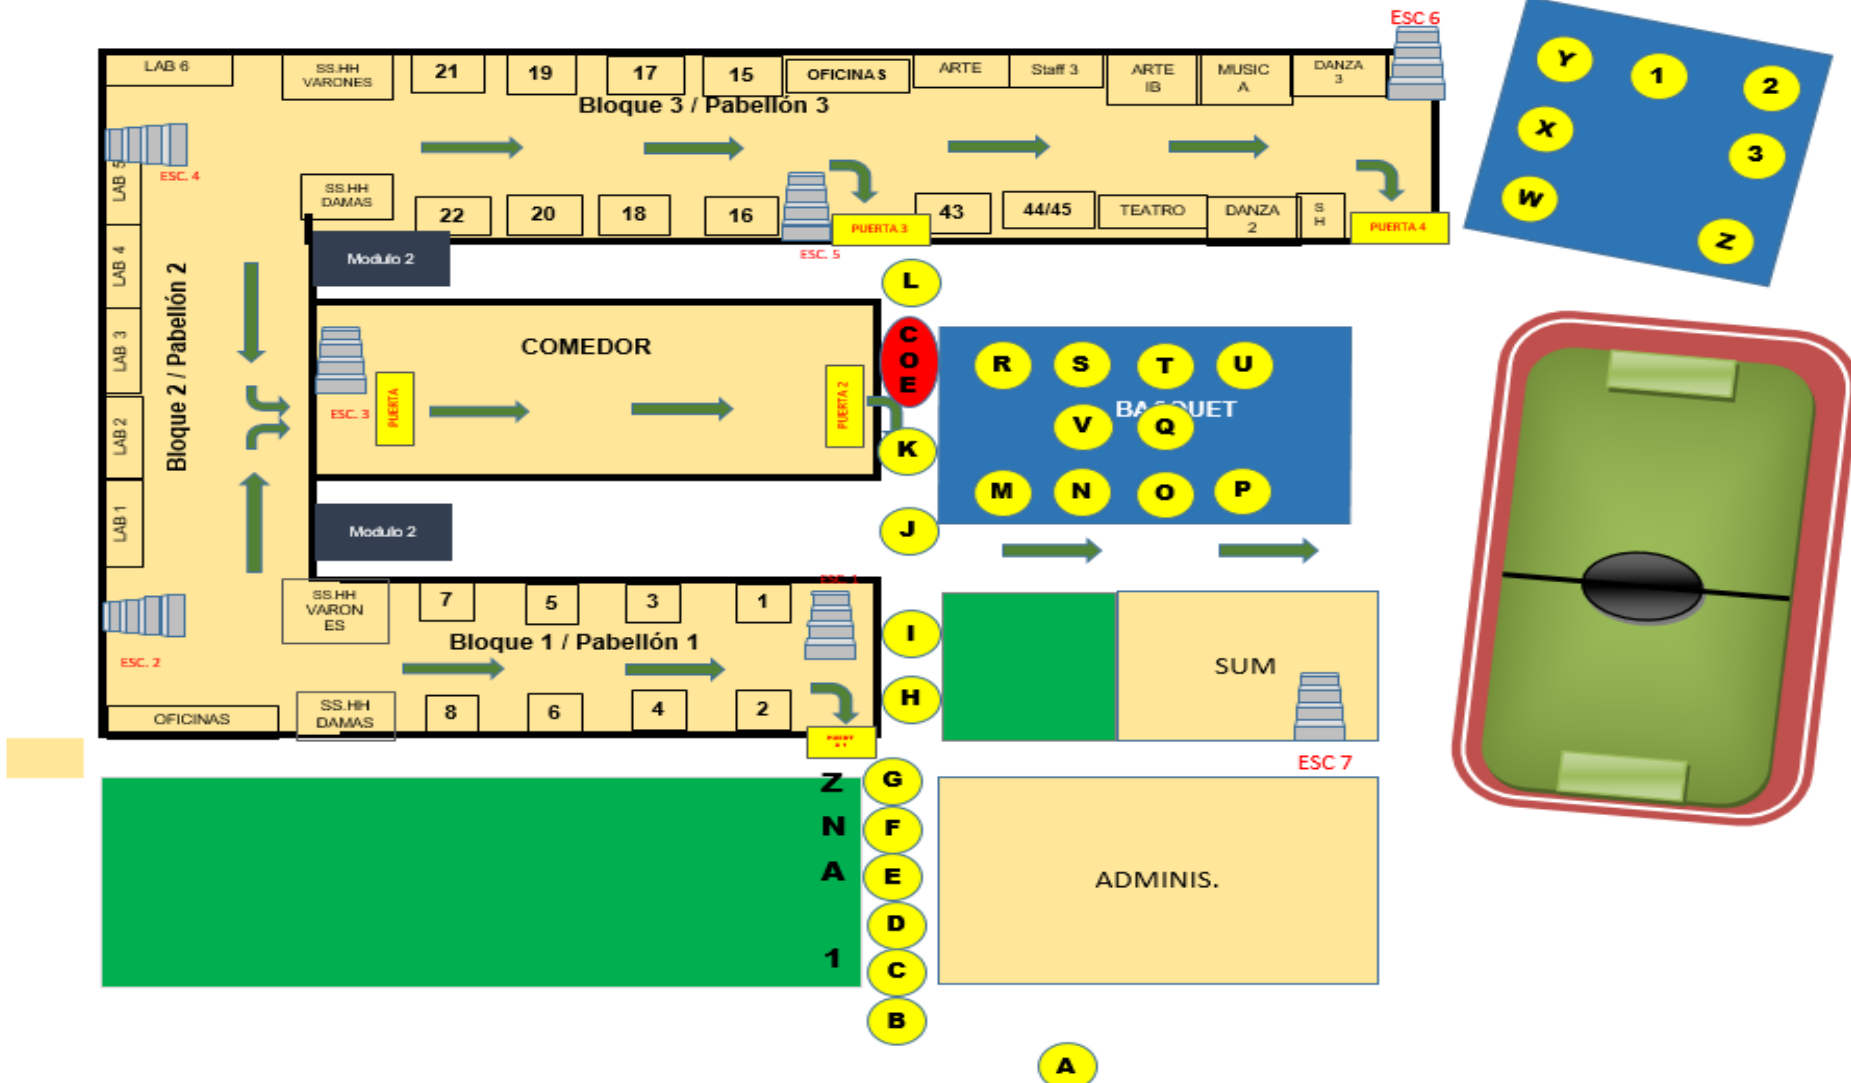 ESC 6
LAB 6
SS.HH
VARONES
21
19
17
15
OFICINAS
ARTE
Staff 3
ARTE
IB
MUSIC
A
DANZA
3
Bloque 3 / Pabellón 3
ESC. 4
LAB 5
SS.HH
DAMAS
22
20
18
16
ESC. 5
PUERTA 3
43
44/45
TEATRO
DANZA
2
S
H
PUERTA 4
Y
1
2
X
3
W
Z
LAB 4
LAB 3
LAB 2
LAB 1
Bloque 2 / Pabellón 2
Modulo 2
COMEDOR
ESC. 3
PUERTA
PUERTA 2
Modulo 2
L
C
O
E
K
J
R
S
T
U
BASQUET
V
Q
M
N
O
P
ESC. 1
SS.HH
VARON
ES
7
5
3
1
Bloque 1 / Pabellón 1
ESC. 2
OFICINAS
SS.HH
DAMAS
8
6
4
2
I
H
SUM
ESC 7
Z
N
A
1
G
F
E
D
C
B
A
ADMINIS.